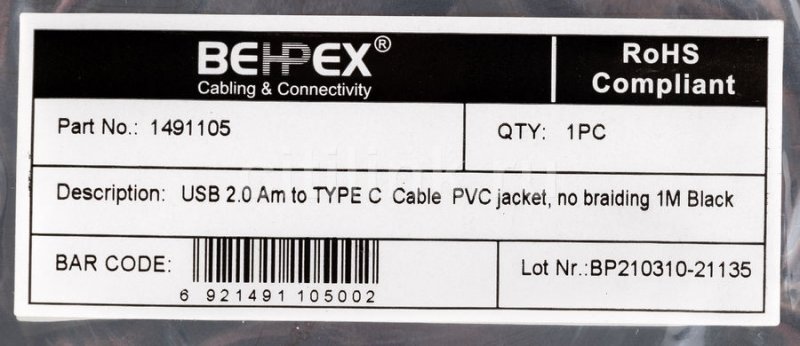 BEHPEX®
Cabling & Connectivity
RoHS
Compliant
Part No.: 1491105
QTY: 1PC
Description: USB 2.0 Am to TYPE C Cable PVC jacket, no braiding 1M Black
BAR CODE:
6 921491 105002
Lot Nr.:BP210310-21135